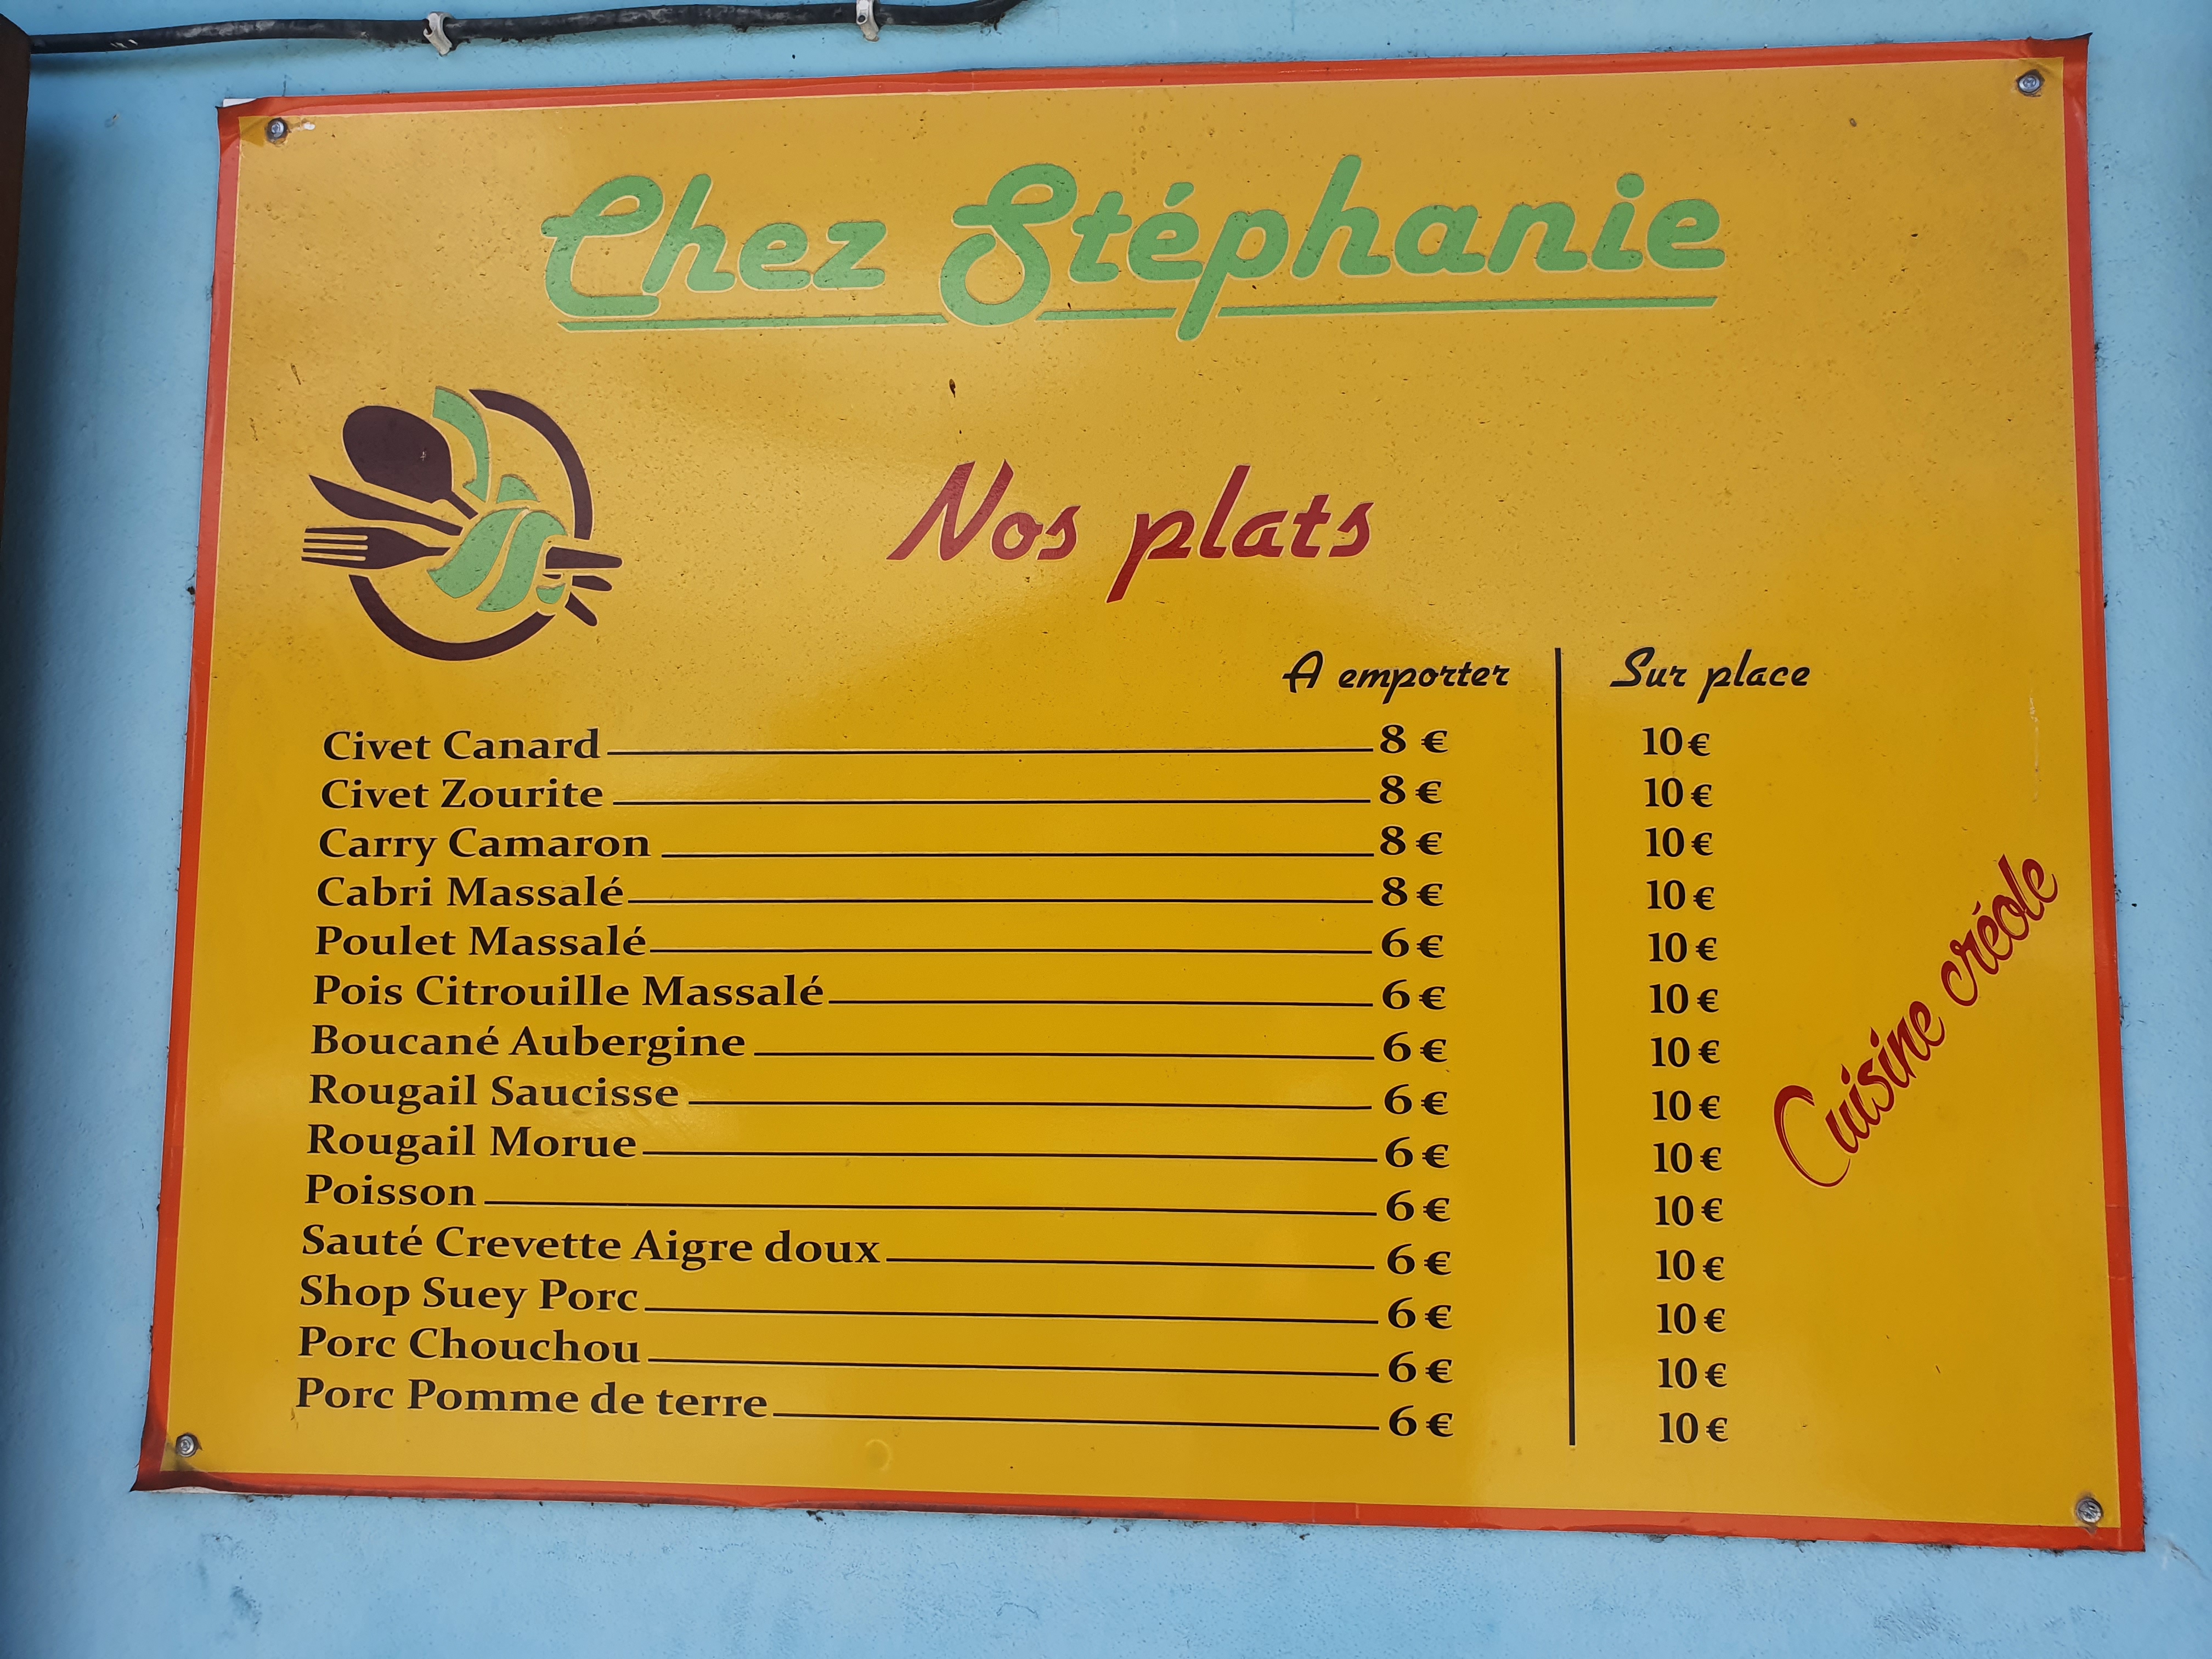 Chez Stéphanie
Nos plats
A emporter Sur place
Civet Canard 8 € 10 €
Civet Zourite 8 € 10 €
Carry Camaron 8 € 10 €
Cabri Massalé 8 € 10 €
Poulet Massalé 6 € 10 €
Pois Citrouille Massalé 6 € 10 €
Boucané Aubergine 6 € 10 €
Rougail Saucisse 6 € 10 €
Rougail Morue 6 € 10 €
Poisson 6 € 10 €
Sauté Crevette Aigre doux 6 € 10 €
Shop Suey Porc 6 € 10 €
Porc Chouchou 6 € 10 €
Porc Pomme de terre 6 € 10 €
Cuisine créole